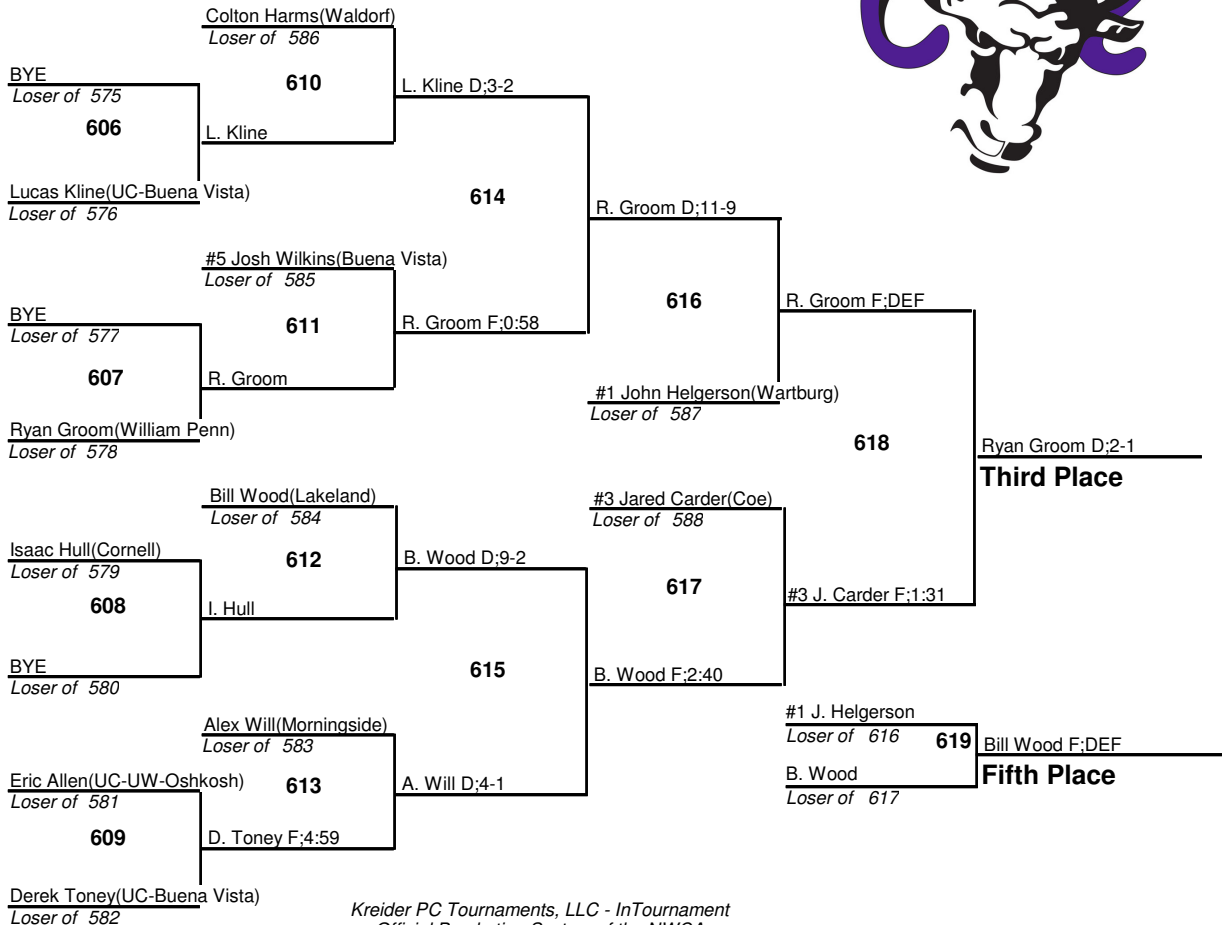 Colton Harms(Waldorf)
Loser of 586
BYE
Loser of 575
610
L. Kline D;3-2
606
L. Kline
Lucas Kline(UC-Buena Vista)
Loser of 576
614
R. Groom D;11-9
#5 Josh Wilkins(Buena Vista)
Loser of 585
BYE
Loser of 577
611
R. Groom F;0:58
616
R. Groom F;DEF
607
R. Groom
#1 John Helgerson(Wartburg)
Loser of 587
Ryan Groom(William Penn)
Loser of 578
618
Ryan Groom D;2-1
Third Place
Bill Wood(Lakeland)
Loser of 584
#3 Jared Carder(Coe)
Loser of 588
Isaac Hull(Cornell)
Loser of 579
612
B. Wood D;9-2
617
#3 J. Carder F;1:31
608
I. Hull
BYE
Loser of 580
615
B. Wood F;2:40
Alex Will(Morningside)
Loser of 583
#1 J. Helgerson
Loser of 616
619
Bill Wood F;DEF
Fifth Place
B. Wood
Loser of 617
Eric Allen(UC-UW-Oshkosh)
Loser of 581
613
A. Will D;4-1
609
D. Toney F;4:59
Derek Toney(UC-Buena Vista)
Loser of 582
Kreider PC Tournaments, LLC - InTournament